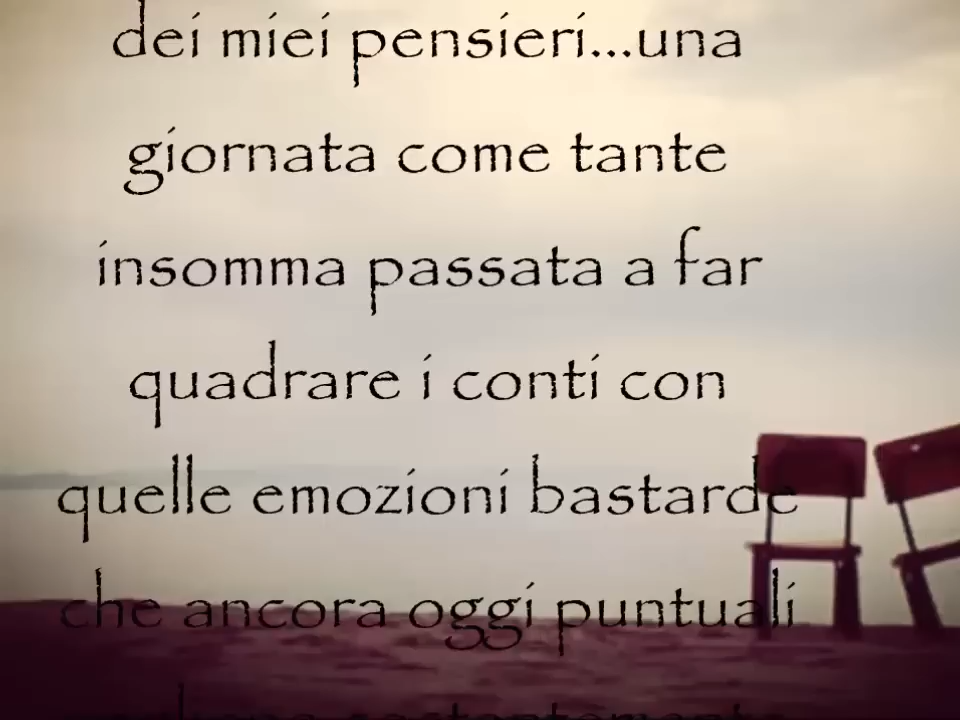 dei miei pensieri...una
giornata come tante
insomma passata a far
quadrare i conti con
quelle emozioni bastarde
che ancora oggi puntuali